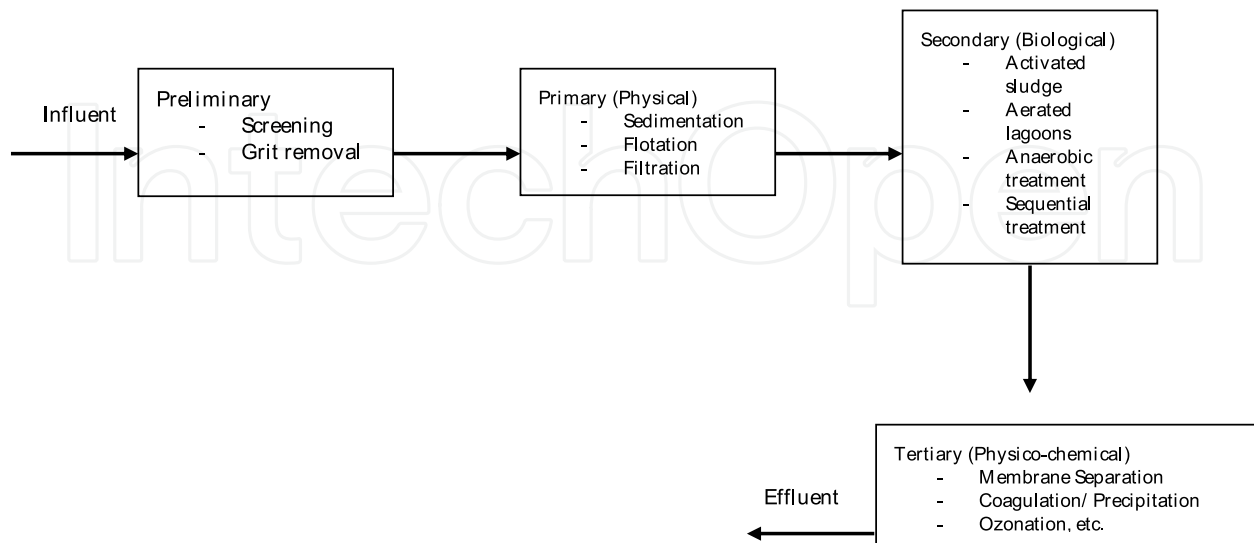 Influent
Preliminary
- Screening
- Grit removal
Primary (Physical)
- Sedimentation
- Flotation
- Filtration
Secondary (Biological)
- Activated
sludge
- Aerated
lagoons
- Anaerobic
treatment
- Sequential
treatment
Tertiary (Physico-chemical)
- Membrane Separation
- Coagulation/ Precipitation
- Ozonation, etc.
Effluent
IntechOpen